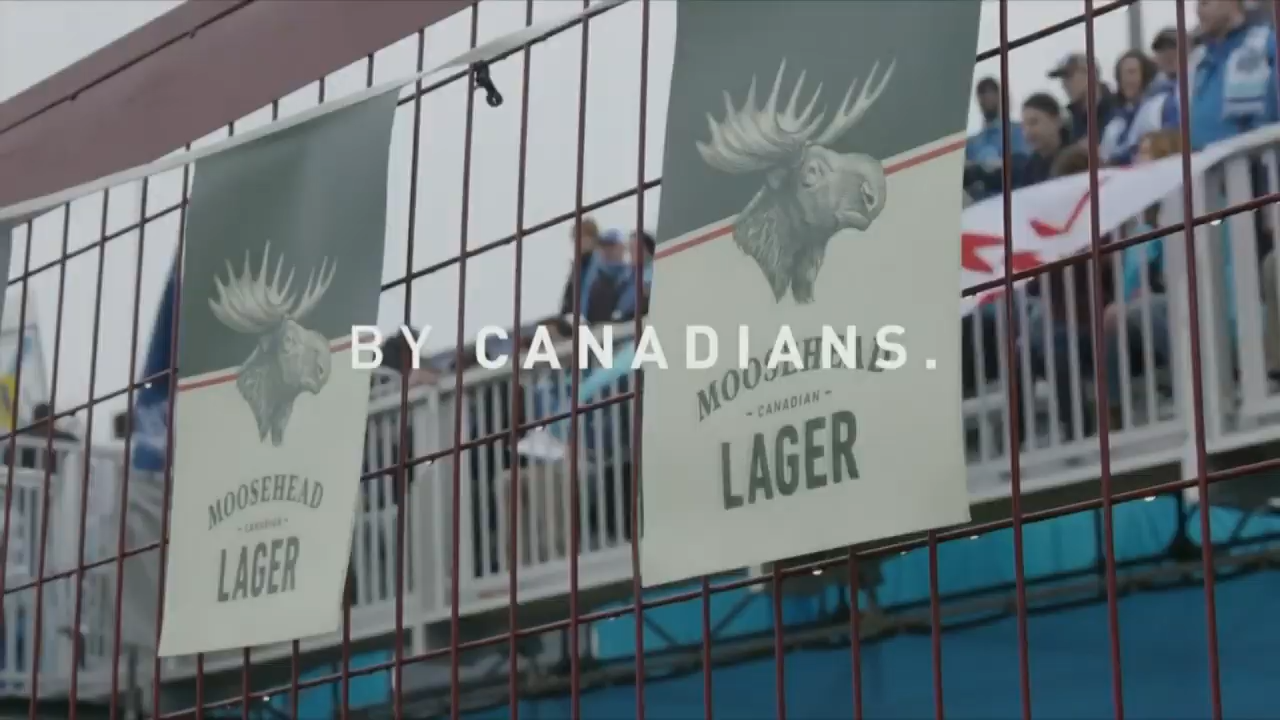 BY CANADIANS.
MOOSEHEAD
- CANADIAN -
LAGER
MOOSEHEAD
- CANADIAN -
LAGER